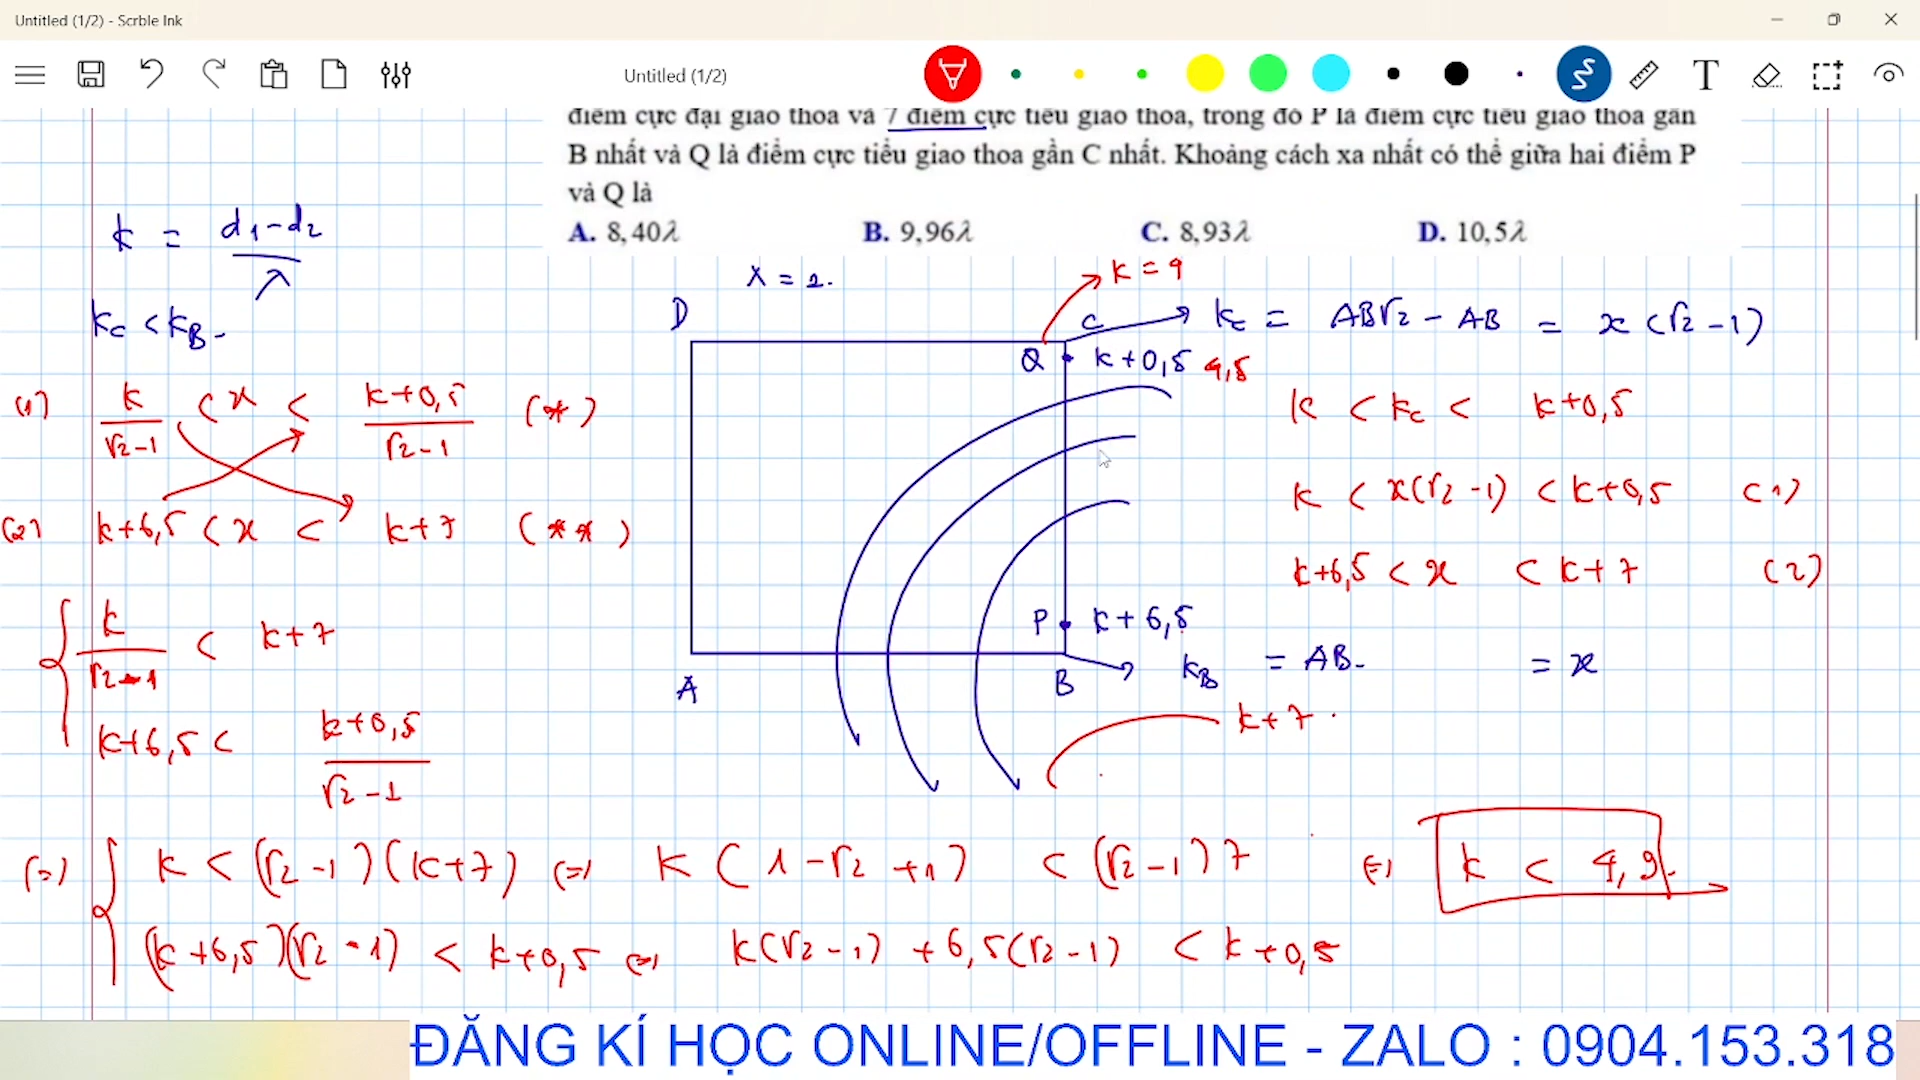 Untitled (1/2) - Scrble Ink
Untitled (1/2)
T
điểm cực đại giao thoa và 7 điểm cực tiểu giao thoa, trong đó P là điểm cực tiểu giao thoa gần
B nhất và Q là điểm cực tiểu giao thoa gần C nhất. Khoảng cách xa nhất có thể giữa hai điểm P
và Q là
A. 8,40λ
B. 9,96λ
C. 8,93λ
D. 10,5λ
k = (d1-d2)/λ
kc < kB
λ = 1.
k = 4
D
C
kc = AB√2 - AB = x(√2-1)
Q
k+0,5 4,5
(1) k/(√2-1) < x < (k+0,5)/(√2-1) (*)
k < kc < k+0,5
k < x(√2-1) < k+0,5 (1)
(2) k+6,5 < x < k+7 (**)
k+6,5 < x < k+7 (2)
P
k+6,5
k/(√2-1) < k+7
A
B
kB = AB = x
k+7
k+6,5 < (k+0,5)/(√2-1)
(=) k < (√2-1)(k+7) (=) k(1-√2+1) < (√2-1)7 (=) k < 4,9
(k+6,5)(√2-1) < k+0,5 (=) k(√2-1) + 6,5(√2-1) < k+0,5
ĐĂNG KÍ HỌC ONLINE/OFFLINE - ZALO : 0904.153.318